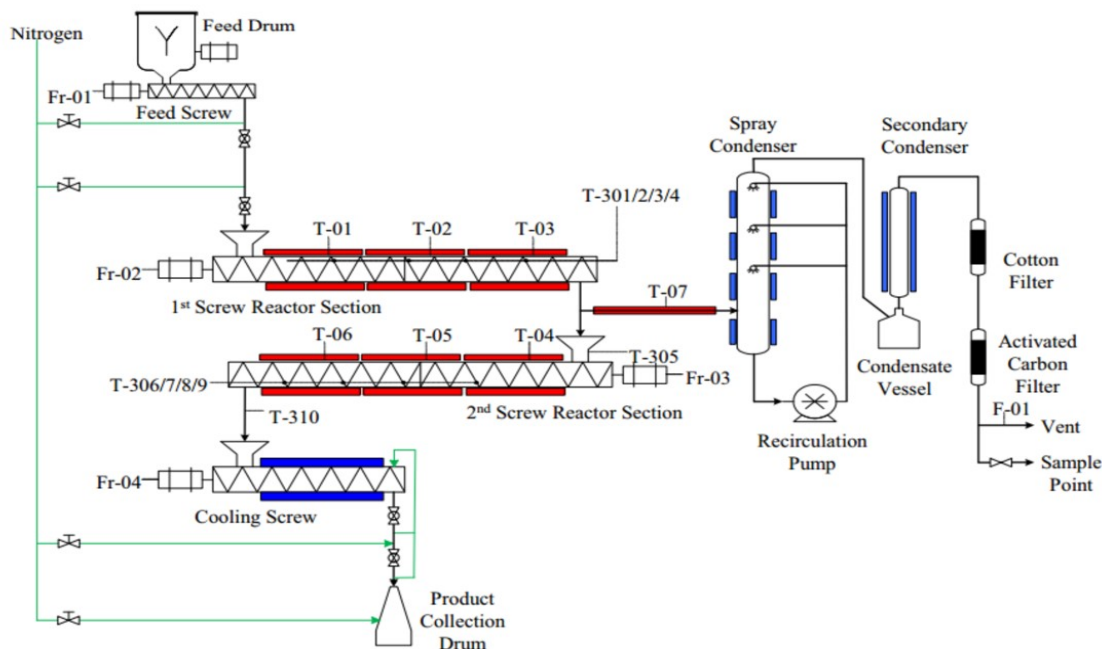 Feed Drum
Nitrogen
Fr-01
Feed Screw
Spray
Condenser
Secondary
Condenser
T-301/2/3/4
T-01
T-02
T-03
Fr-02
1st Screw Reactor Section
T-07
Cotton
Filter
T-06
T-05
T-04
T-305
T-306/7/8/9
Fr-03
T-310
2nd Screw Reactor Section
Condensate
Vessel
Activated
Carbon
Filter
F-01
Vent
Recirculation
Pump
Sample
Point
Fr-04
Cooling Screw
Product
Collection
Drum